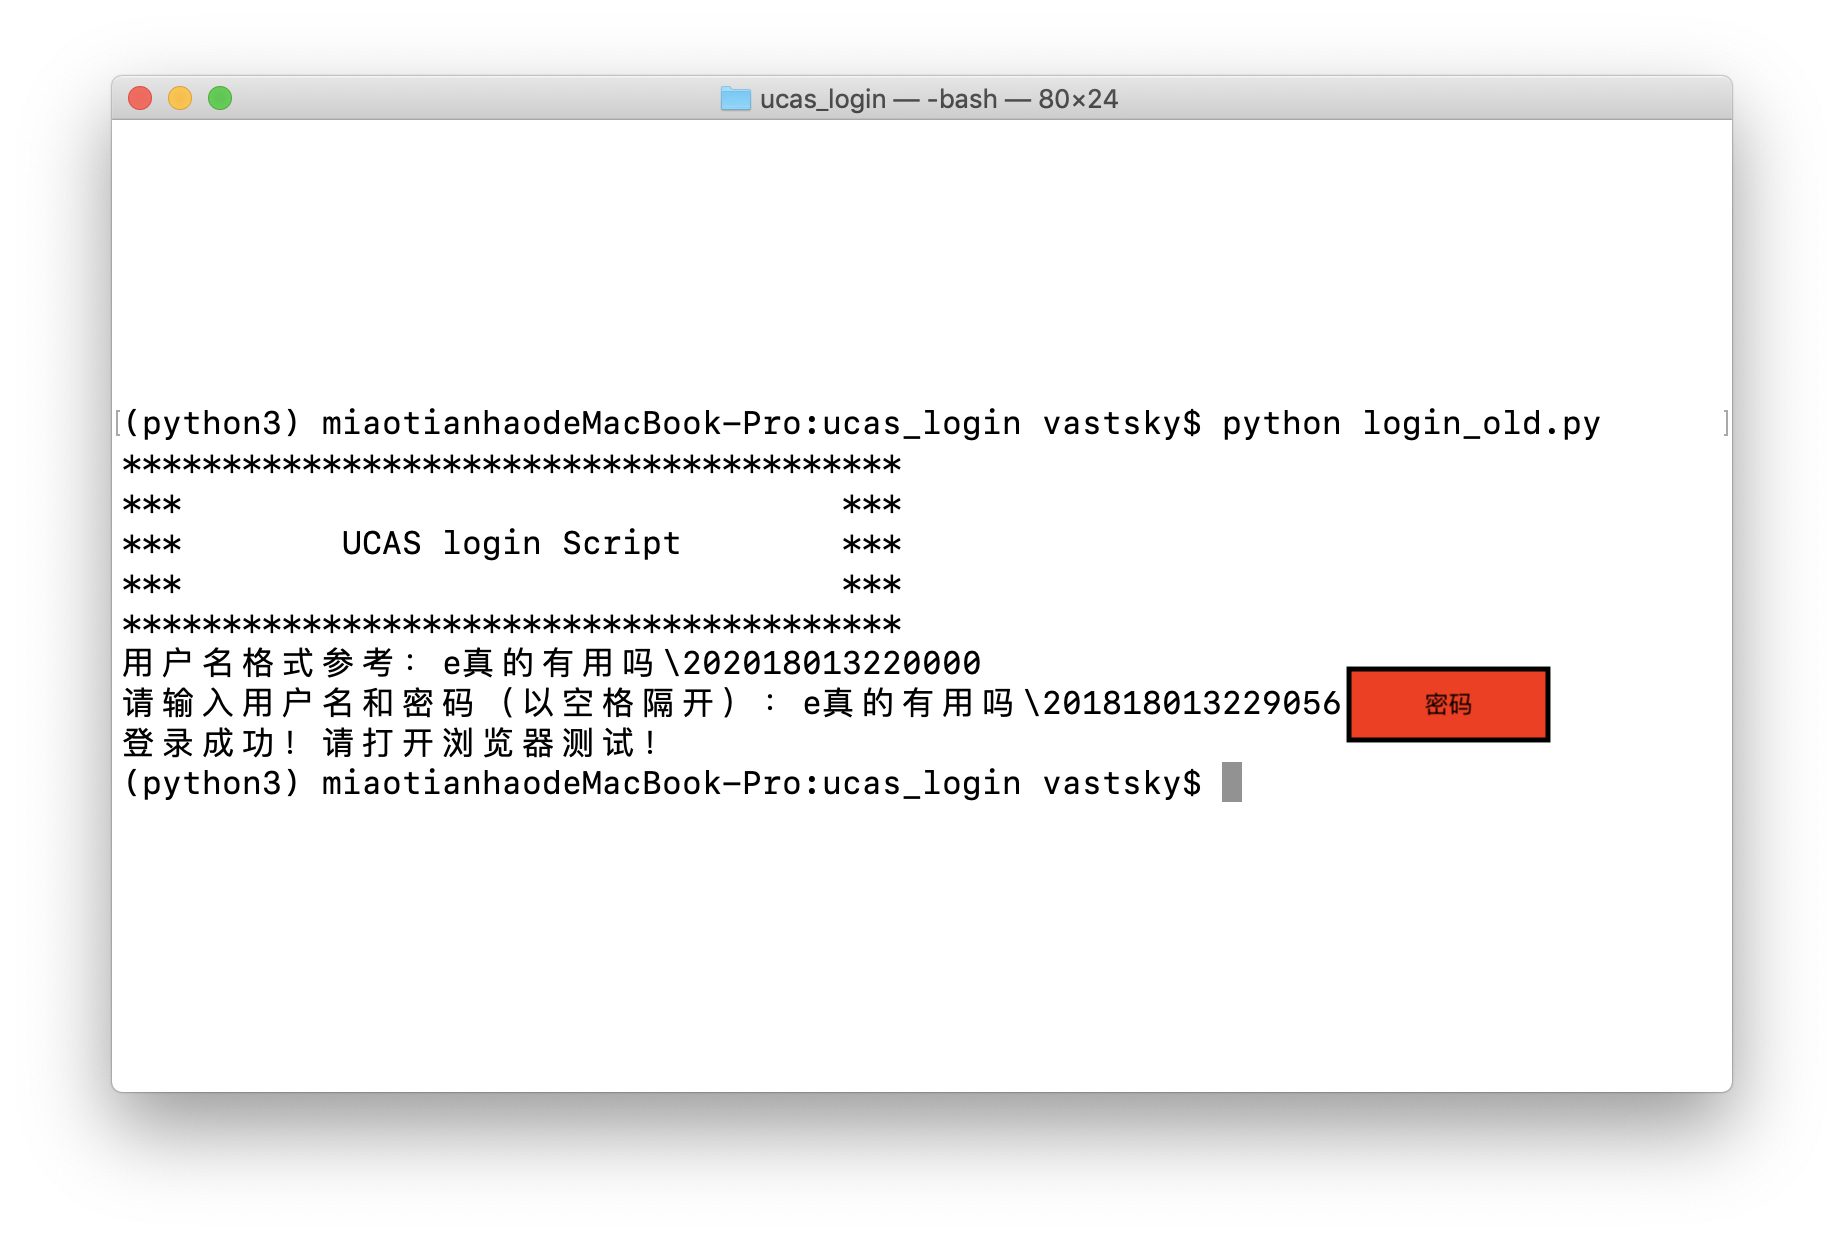 ucas_login — -bash — 80×24
(python3) miaotianhaodeMacBook-Pro:ucas_login vastsky$ python login_old.py
***************************************
***                                 ***
***        UCAS login Script        ***
***                                 ***
***************************************
用户名格式参考：e真的有用吗\202018013220000
请输入用户名和密码（以空格隔开）：e真的有用吗\201818013229056 密码
登录成功！请打开浏览器测试！
(python3) miaotianhaodeMacBook-Pro:ucas_login vastsky$